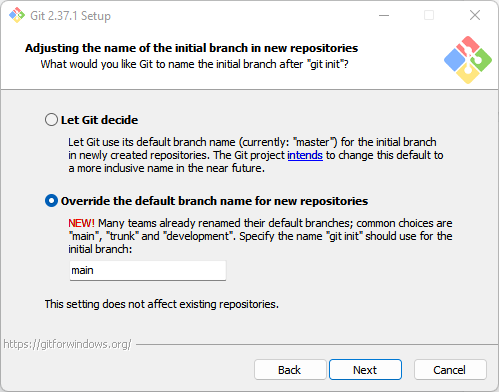 Git 2.37.1 Setup
Adjusting the name of the initial branch in new repositories
What would you like Git to name the initial branch after "git init"?
Let Git decide
Let Git use its default branch name (currently: "master") for the initial branch
in newly created repositories. The Git project intends to change this default to
a more inclusive name in the near future.
Override the default branch name for new repositories
NEW! Many teams already renamed their default branches; common choices are
"main", "trunk" and "development". Specify the name "git init" should use for the
initial branch:
main
This setting does not affect existing repositories.
https://gitforwindows.org/
Back
Next
Cancel